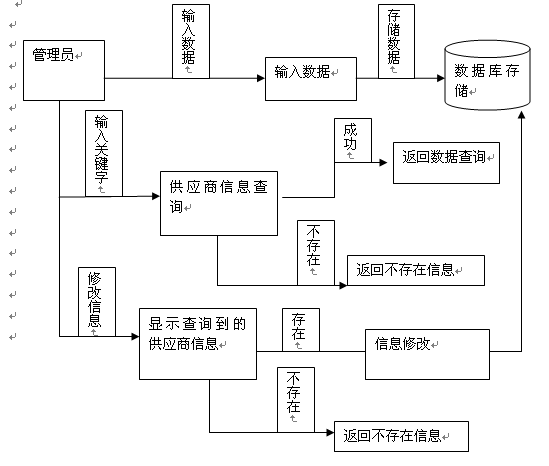 输入数据
存储数据
管理员
输入数据
数据库存
储
输入关键字
成功
返回数据查询
供应商信息查
询
不存在
返回不存在信息
修改信息
显示查询到的
供应商信息
存在
信息修改
不存在
返回不存在信息